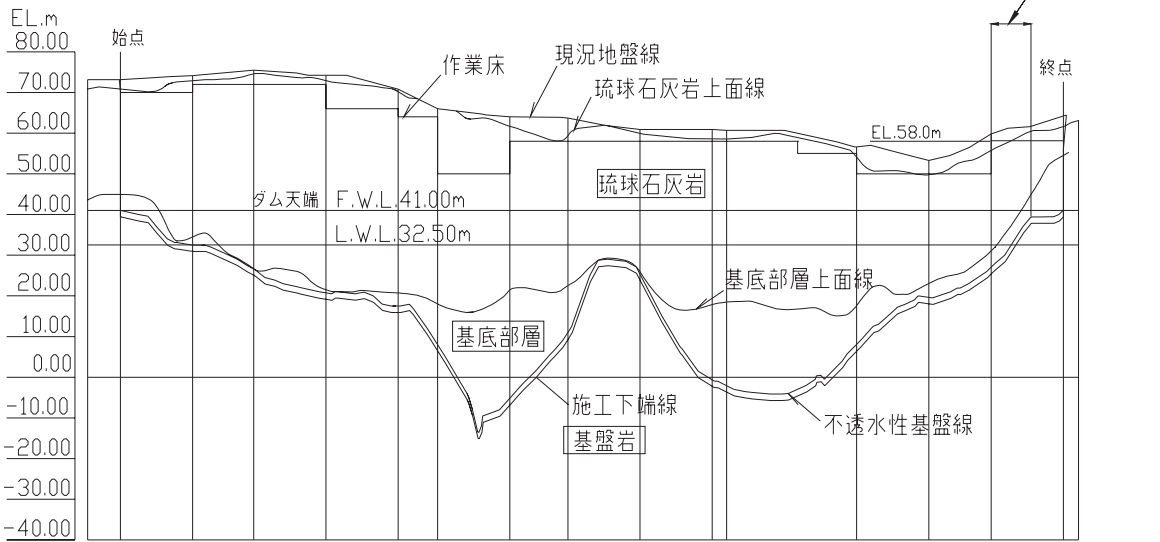 EL.m
80.00
70.00
60.00
50.00
40.00
30.00
20.00
10.00
0.00
-10.00
-20.00
-30.00
-40.00
始点
作業床
現況地盤線
琉球石灰岩上面線
終点
EL.58.0m
琉球石灰岩
ダム天端 F.W.L.41.00m
L.W.L.32.50m
基底部層上面線
基底部層
施工下端線
不透水性基盤線
基盤岩